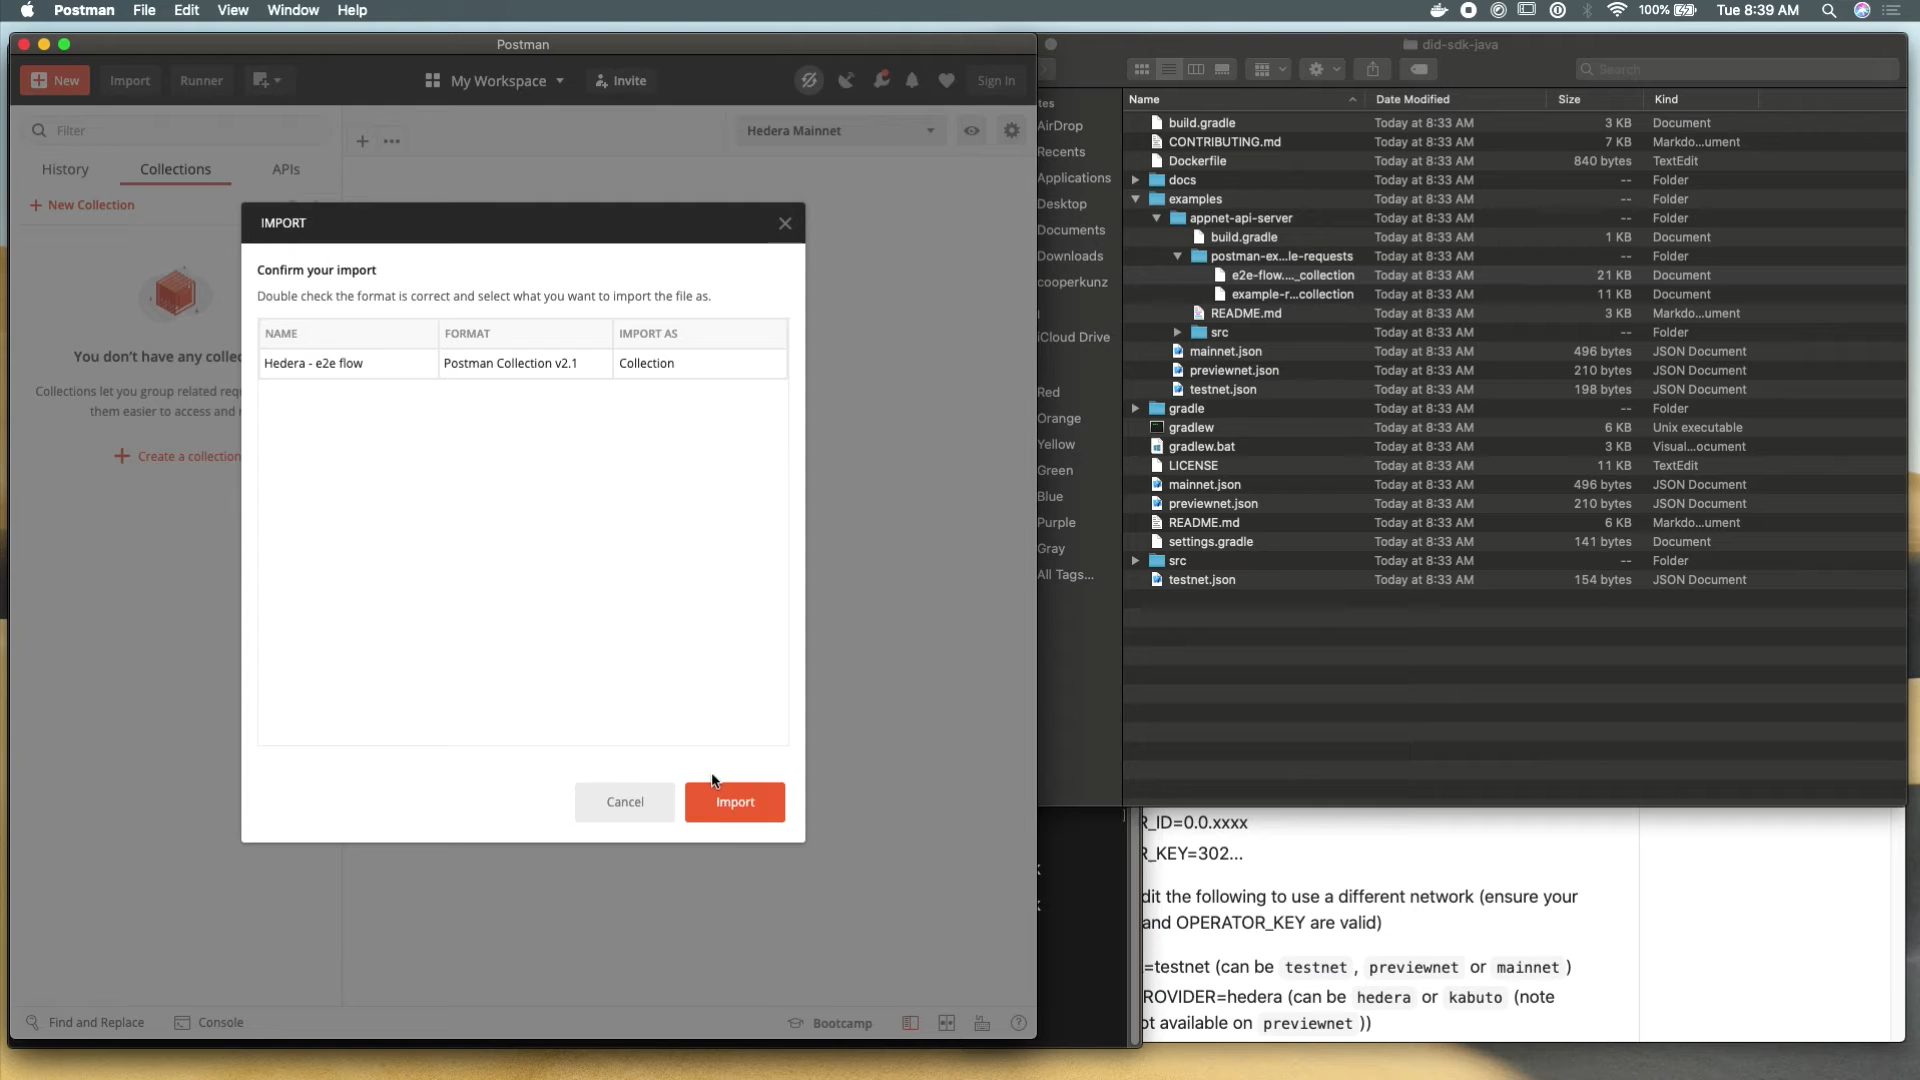 Postman File Edit View Window Help
100% Tue 8:39 AM
Postman
New Import Runner My Workspace Invite Sign In
Filter
Hedera Mainnet
History Collections APIs
New Collection
You don't have any collec
Collections let you group related requ
them easier to access and r
Create a collection
IMPORT
Confirm your import
Double check the format is correct and select what you want to import the file as.
NAME FORMAT IMPORT AS
Hedera - e2e flow Postman Collection v2.1 Collection
Cancel Import
Find and Replace Console Bootcamp
did-sdk-java
Search
tes
AirDrop
Recents
Applications
Desktop
Documents
Downloads
cooperkunz
iCloud Drive
Red
Orange
Yellow
Green
Blue
Purple
Gray
All Tags...
Name Date Modified Size Kind
build.gradle Today at 8:33 AM 3 KB Document
CONTRIBUTING.md Today at 8:33 AM 7 KB Markdo...ument
Dockerfile Today at 8:33 AM 840 bytes TextEdit
docs Today at 8:33 AM -- Folder
examples Today at 8:33 AM -- Folder
appnet-api-server Today at 8:33 AM -- Folder
build.gradle Today at 8:33 AM 1 KB Document
postman-ex...le-requests Today at 8:33 AM -- Folder
e2e-flow...._collection Today at 8:33 AM 21 KB Document
example-r...collection Today at 8:33 AM 11 KB Document
README.md Today at 8:33 AM 3 KB Markdo...ument
src Today at 8:33 AM -- Folder
mainnet.json Today at 8:33 AM 496 bytes JSON Document
previewnet.json Today at 8:33 AM 210 bytes JSON Document
testnet.json Today at 8:33 AM 198 bytes JSON Document
gradle Today at 8:33 AM -- Folder
gradlew Today at 8:33 AM 6 KB Unix executable
gradlew.bat Today at 8:33 AM 3 KB Visual...ocument
LICENSE Today at 8:33 AM 11 KB TextEdit
mainnet.json Today at 8:33 AM 496 bytes JSON Document
previewnet.json Today at 8:33 AM 210 bytes JSON Document
README.md Today at 8:33 AM 6 KB Markdo...ument
settings.gradle Today at 8:33 AM 141 bytes Document
src Today at 8:33 AM -- Folder
testnet.json Today at 8:33 AM 154 bytes JSON Document
R_ID=0.0.xxxx
R_KEY=302...
dit the following to use a different network (ensure your
and OPERATOR_KEY are valid)
=testnet (can be testnet , previewnet or mainnet )
ROVIDER=hedera (can be hedera or kabuto (note
ot available on previewnet ))